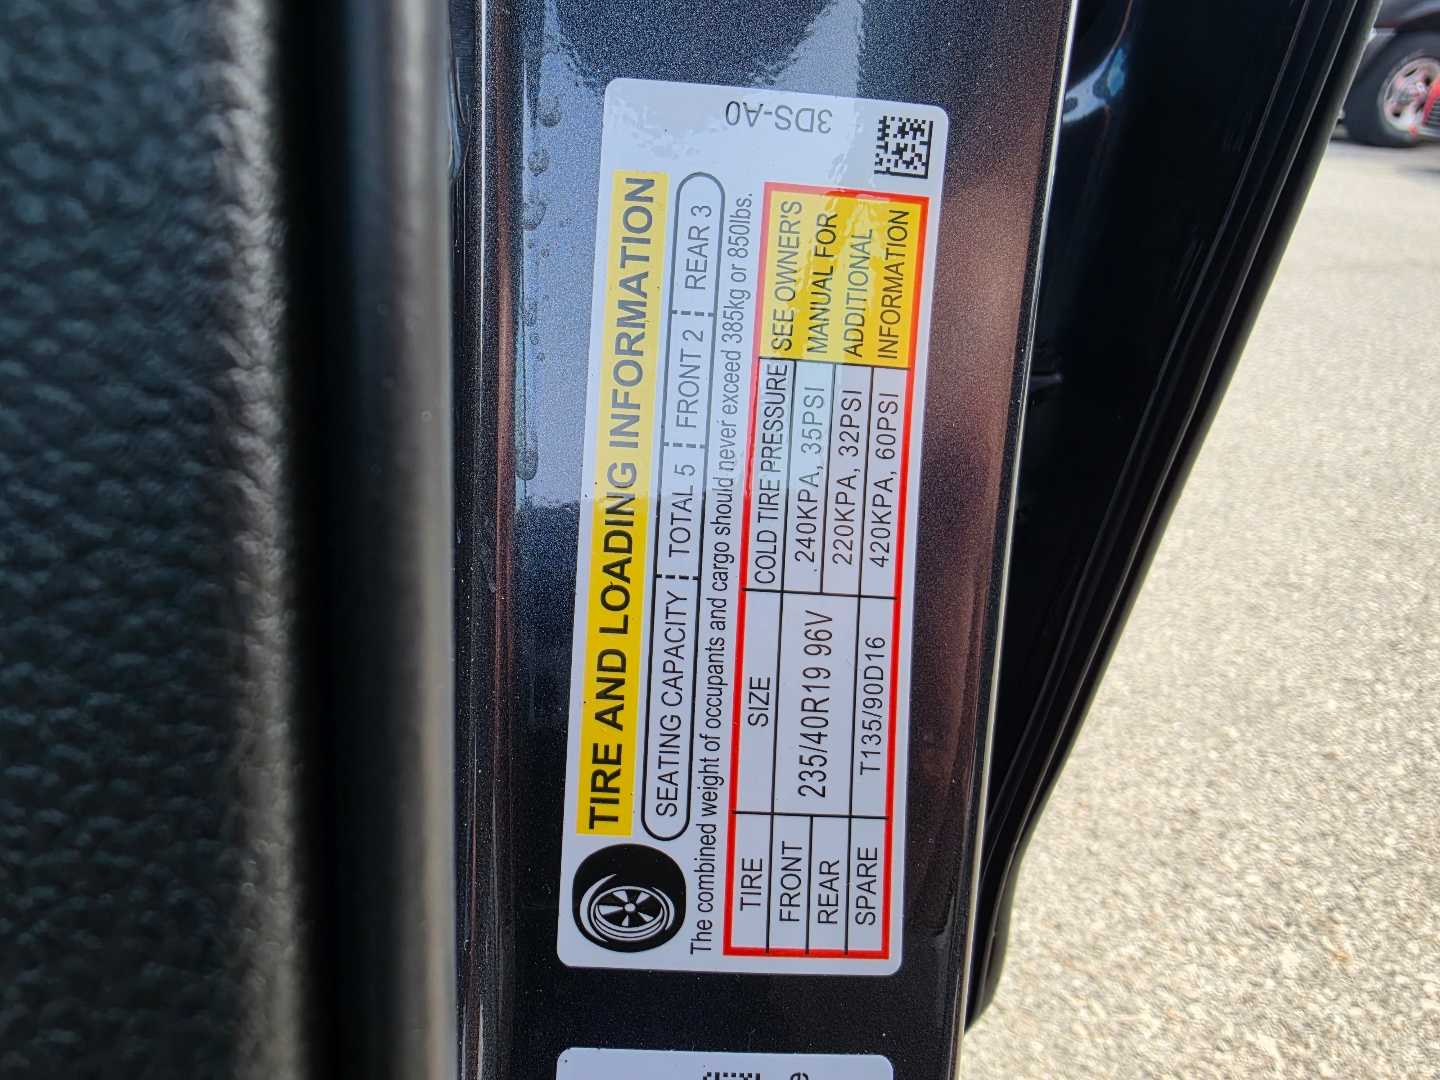 TIRE AND LOADING INFORMATION
SEATING CAPACITY TOTAL 5 FRONT 2 REAR 3
The combined weight of occupants and cargo should never exceed 385kg or 850lbs.
TIRE SIZE COLD TIRE PRESSURE
FRONT 235/40R19 96V 240KPA, 35PSI
REAR 220KPA, 32PSI
SPARE T135/90D16 420KPA, 60PSI
SEE OWNER'S
MANUAL FOR
ADDITIONAL
INFORMATION
3DS-A0